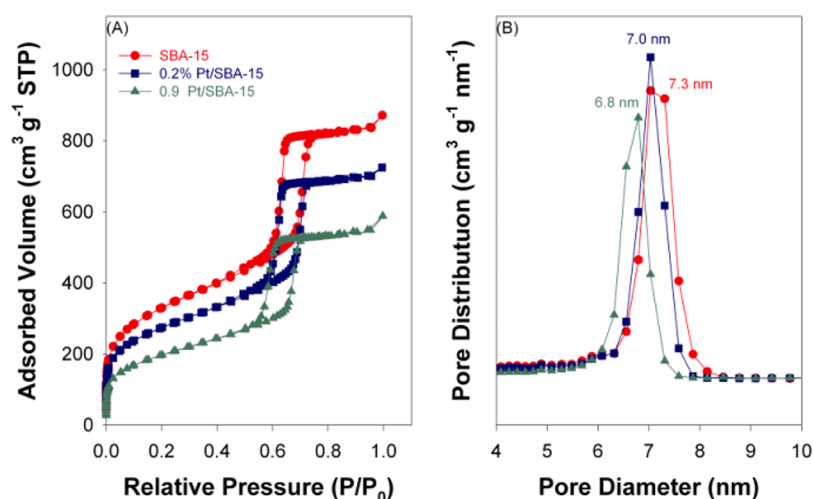 (A)
SBA-15
0.2% Pt/SBA-15
0.9 Pt/SBA-15
1000
800
600
400
200
0
0.0 0.2 0.4 0.6 0.8 1.0
Adsorbed Volume (cm³ g⁻¹ STP)
Relative Pressure (P/P₀)
(B)
7.0 nm
7.3 nm
6.8 nm
4 5 6 7 8 9 10
Pore Distributuon (cm³ g⁻¹ nm⁻¹)
Pore Diameter (nm)